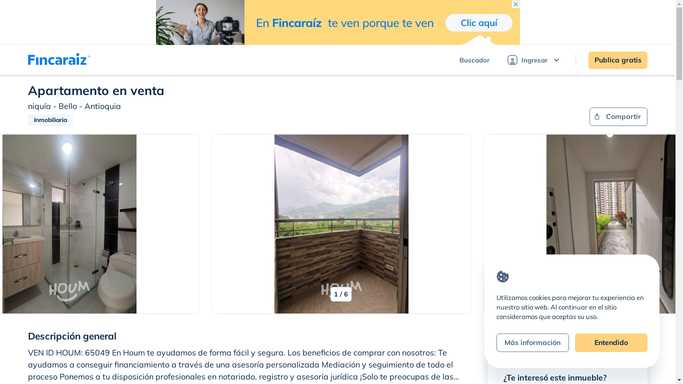 En Fincaraíz te ven porque te ven
Clic aquí
Fincaraíz
Buscador
Ingresar
Publica gratis
Apartamento en venta
niquía - Bello - Antioquia
Inmobiliaria
Compartir
HOUM
HOUM
1 / 6
Utilizamos cookies para mejorar tu experiencia en
nuestro sitio web. Al continuar en el sitio
consideramos que aceptas su uso.
Más información
Entendido
Descripción general
VEN ID HOUM: 65049 En Houm te ayudamos de forma fácil y segura. Los beneficios de comprar con nosotros: Te
ayudamos a conseguir financiamiento a través de una asesoría personalizada Mediación y seguimiento de todo el
proceso Ponemos a tu disposición profesionales en notariado, registro y asesoría jurídica ¡Solo te preocupas de las...
¿Te interesó este inmueble?